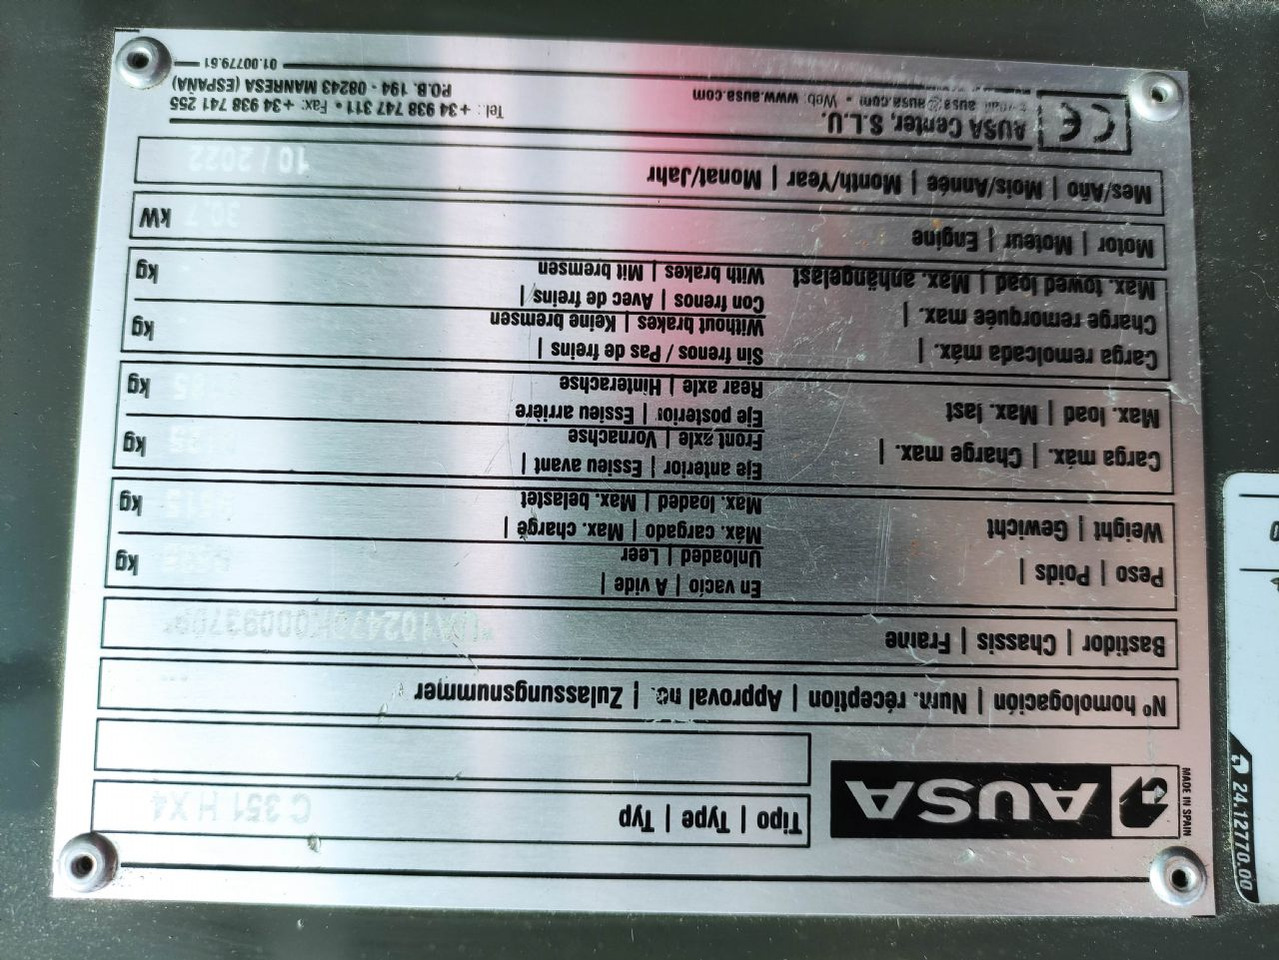 MADE IN SPAIN
AUSA
Tipo | Type | Typ
C 351 H X4
Nº homologación | Num. réception | Approval no. | Zulassungsnummer
Bastidor | Chassis | Fraime
Peso | Poids |
Weight | Gewicht
En vacío | A vide |
Unloaded | Leer
kg
Máx. cargado | Max. chargé |
Max. loaded | Max. belastet
kg
Carga máx. | Charge max. |
Max. load | Max. last
Eje anterior | Essieu avant |
Front axle | Vornachse
kg
Eje posterior | Essieu arrière
Rear axle | Hinterachse
kg
Carga remolcada máx. |
Charge remorquée max. |
Max. towed load | Max. anhängelast
Sin frenos / Pas de freins |
Without brakes | Keine bremsen
kg
Con frenos | Avec de freins |
With brakes | Mit bremsen
kg
Motor | Moteur | Engine
30.7
kW
Mes/Año | Mois/Année | Month/Year | Monat/Jahr
10 / 2022
CE
AUSA Center, S.L.U.
ausa@ausa.com • Web: www.ausa.com
Tel.: +34 938 747 311 • Fax: + 34 938 741 255
P.O.B. 194 - 08243 MANRESA (ESPAÑA)
01.00779.61
24.12770.00